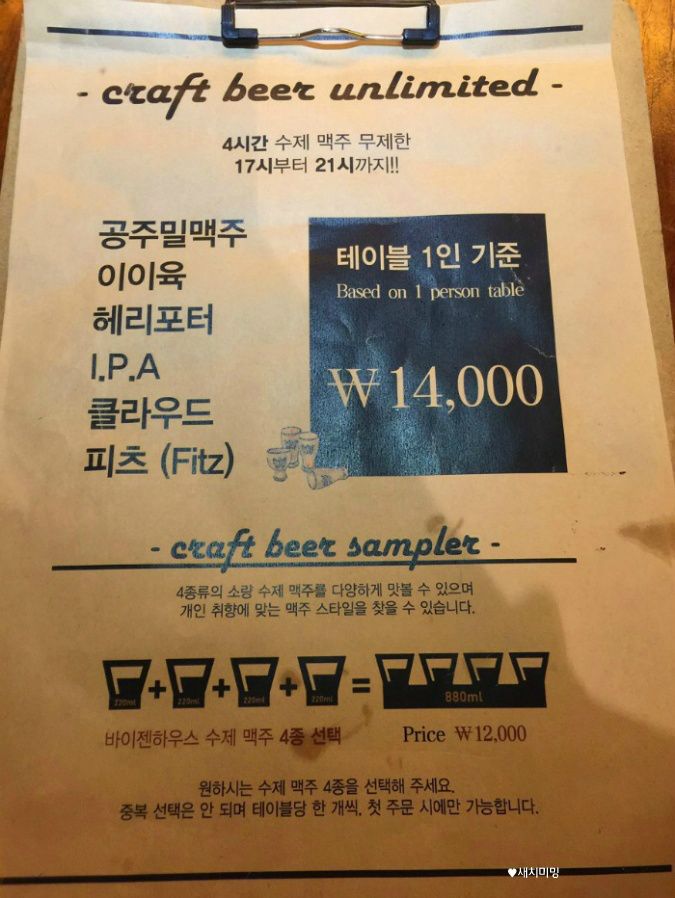 - craft beer unlimited -
4시간 수제 맥주 무제한
17시부터 21시까지!!
공주밀맥주
이이육
헤리포터
I.P.A
클라우드
피츠 (Fitz)
테이블 1인 기준
Based on 1 person table
₩14,000
- craft beer sampler -
4종류의 소량 수제 맥주를 다양하게 맛볼 수 있으며
개인 취향에 맞는 맥주 스타일을 찾을 수 있습니다.
220ml + 220ml + 220ml + 220ml = 880ml
바이젠하우스 수제 맥주 4종 선택
Price ₩12,000
원하시는 수제 맥주 4종을 선택해 주세요.
중복 선택은 안 되며 테이블당 한 개씩, 첫 주문 시에만 가능합니다.
♥새치미밍